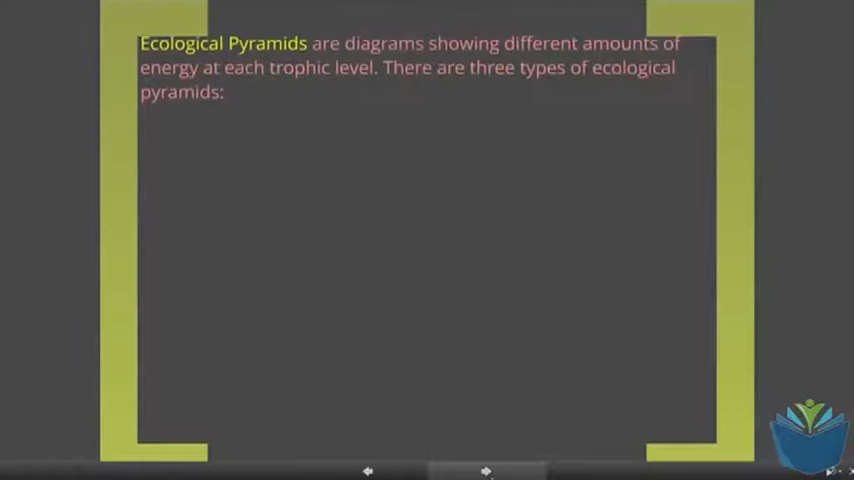 Ecological Pyramids are diagrams showing different amounts of
energy at each trophic level. There are three types of ecological
pyramids: